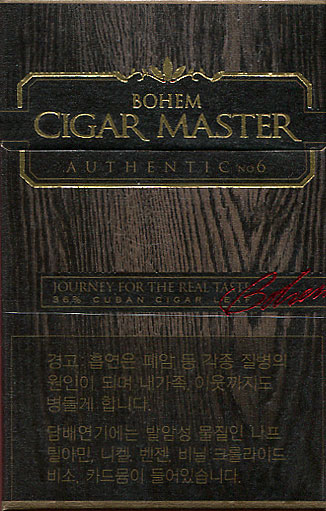 BOHEM
CIGAR MASTER
AUTHENTIC No6
JOURNEY FOR THE REAL TASTE
36% CUBAN CIGAR
Bohem
경고: 흡연은 폐암 등 각종 질병의
원인이 되며 내가족, 이웃까지도
병들게 합니다.
담배연기에는 발암성 물질인 나프
틸아민, 니켈, 벤젠, 비닐 크롤라이드,
비소, 카드뮴이 들어있습니다.